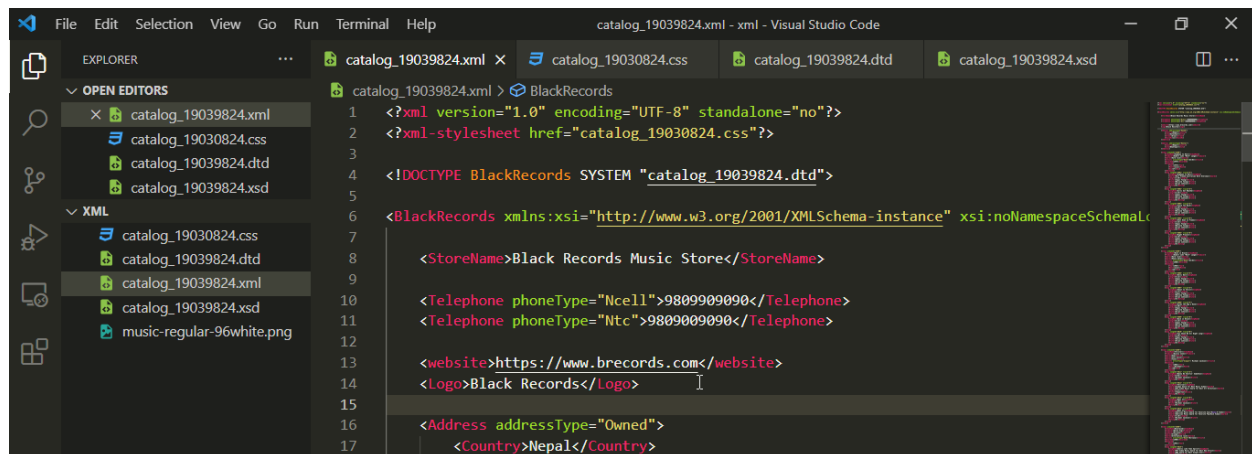 File Edit Selection View Go Run Terminal Help catalog_19039824.xml - xml - Visual Studio Code
EXPLORER
OPEN EDITORS
catalog_19039824.xml
catalog_19030824.css
catalog_19039824.dtd
catalog_19039824.xsd
XML
catalog_19030824.css
catalog_19039824.dtd
catalog_19039824.xml
catalog_19039824.xsd
music-regular-96white.png
catalog_19039824.xml catalog_19030824.css catalog_19039824.dtd catalog_19039824.xsd
catalog_19039824.xml > BlackRecords
1 <?xml version="1.0" encoding="UTF-8" standalone="no"?>
2 <?xml-stylesheet href="catalog_19030824.css"?>
3
4 <!DOCTYPE BlackRecords SYSTEM "catalog_19039824.dtd">
5
6 <BlackRecords xmlns:xsi="http://www.w3.org/2001/XMLSchema-instance" xsi:noNamespaceSchemaLo
7
8 <StoreName>Black Records Music Store</StoreName>
9
10 <Telephone phoneType="Ncell">9809909090</Telephone>
11 <Telephone phoneType="Ntc">9809009090</Telephone>
12
13 <website>https://www.brecords.com</website>
14 <Logo>Black Records</Logo>
15
16 <Address addressType="Owned">
17 <Country>Nepal</Country>